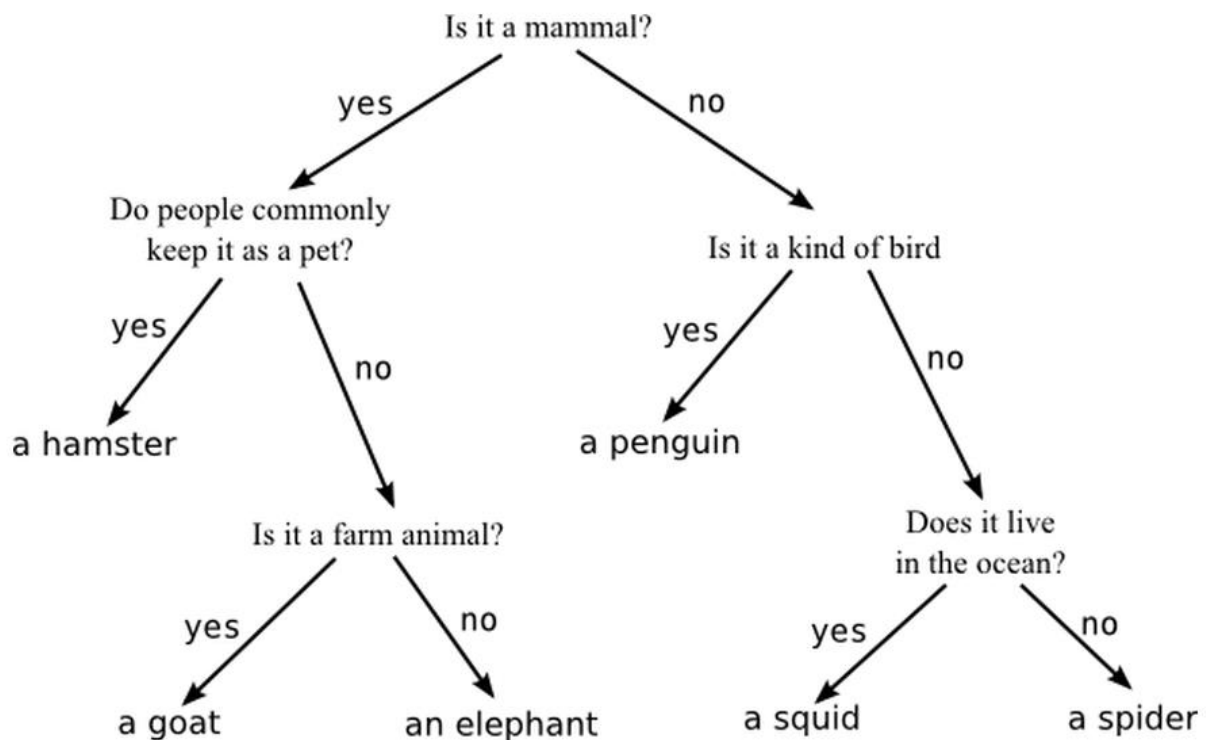 Is it a mammal?
yes
no
Do people commonly
keep it as a pet?
Is it a kind of bird
yes
no
yes
no
a hamster
a penguin
Is it a farm animal?
Does it live
in the ocean?
yes
no
yes
no
a goat
an elephant
a squid
a spider